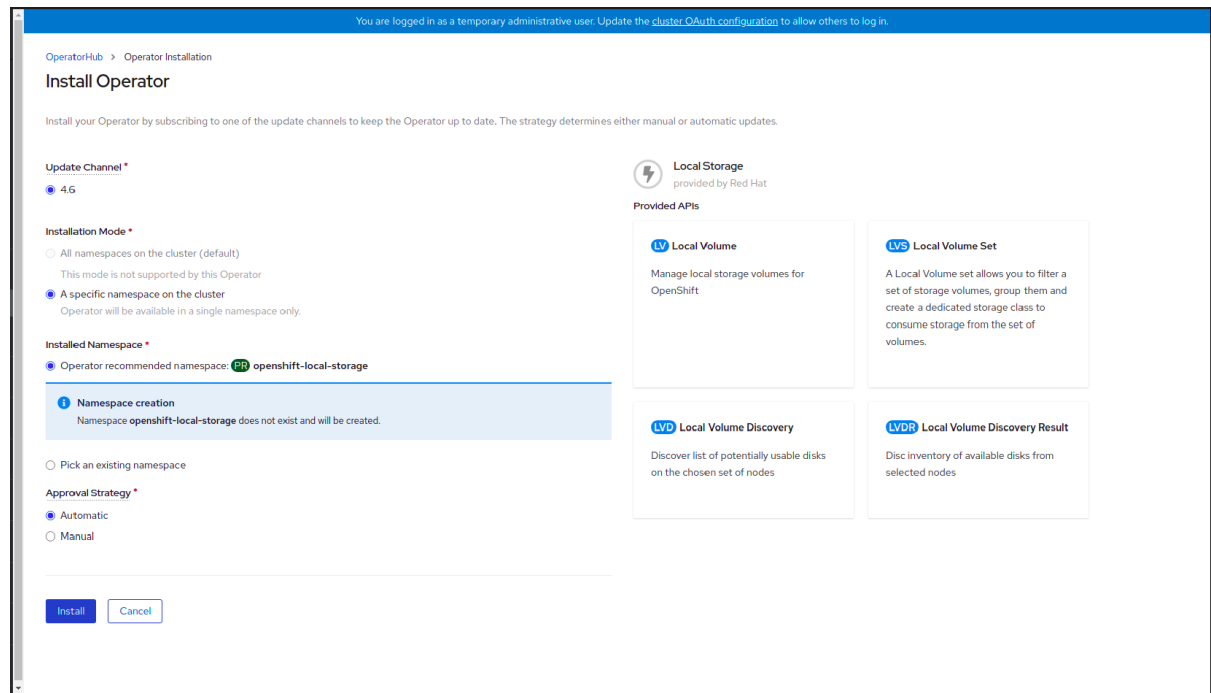 You are logged in as a temporary administrative user. Update the cluster OAuth configuration to allow others to log in.
OperatorHub > Operator Installation
Install Operator
Install your Operator by subscribing to one of the update channels to keep the Operator up to date. The strategy determines either manual or automatic updates.
Update Channel *
4.6
Installation Mode *
All namespaces on the cluster (default)
This mode is not supported by this Operator
A specific namespace on the cluster
Operator will be available in a single namespace only.
Installed Namespace *
Operator recommended namespace: PR openshift-local-storage
Namespace creation
Namespace openshift-local-storage does not exist and will be created.
Pick an existing namespace
Approval Strategy *
Automatic
Manual
Install Cancel
Local Storage
provided by Red Hat
Provided APIs
LV Local Volume
Manage local storage volumes for
OpenShift
LVS Local Volume Set
A Local Volume set allows you to filter a
set of storage volumes, group them and
create a dedicated storage class to
consume storage from the set of
volumes.
LVD Local Volume Discovery
Discover list of potentially usable disks
on the chosen set of nodes
LVDR Local Volume Discovery Result
Disc inventory of available disks from
selected nodes